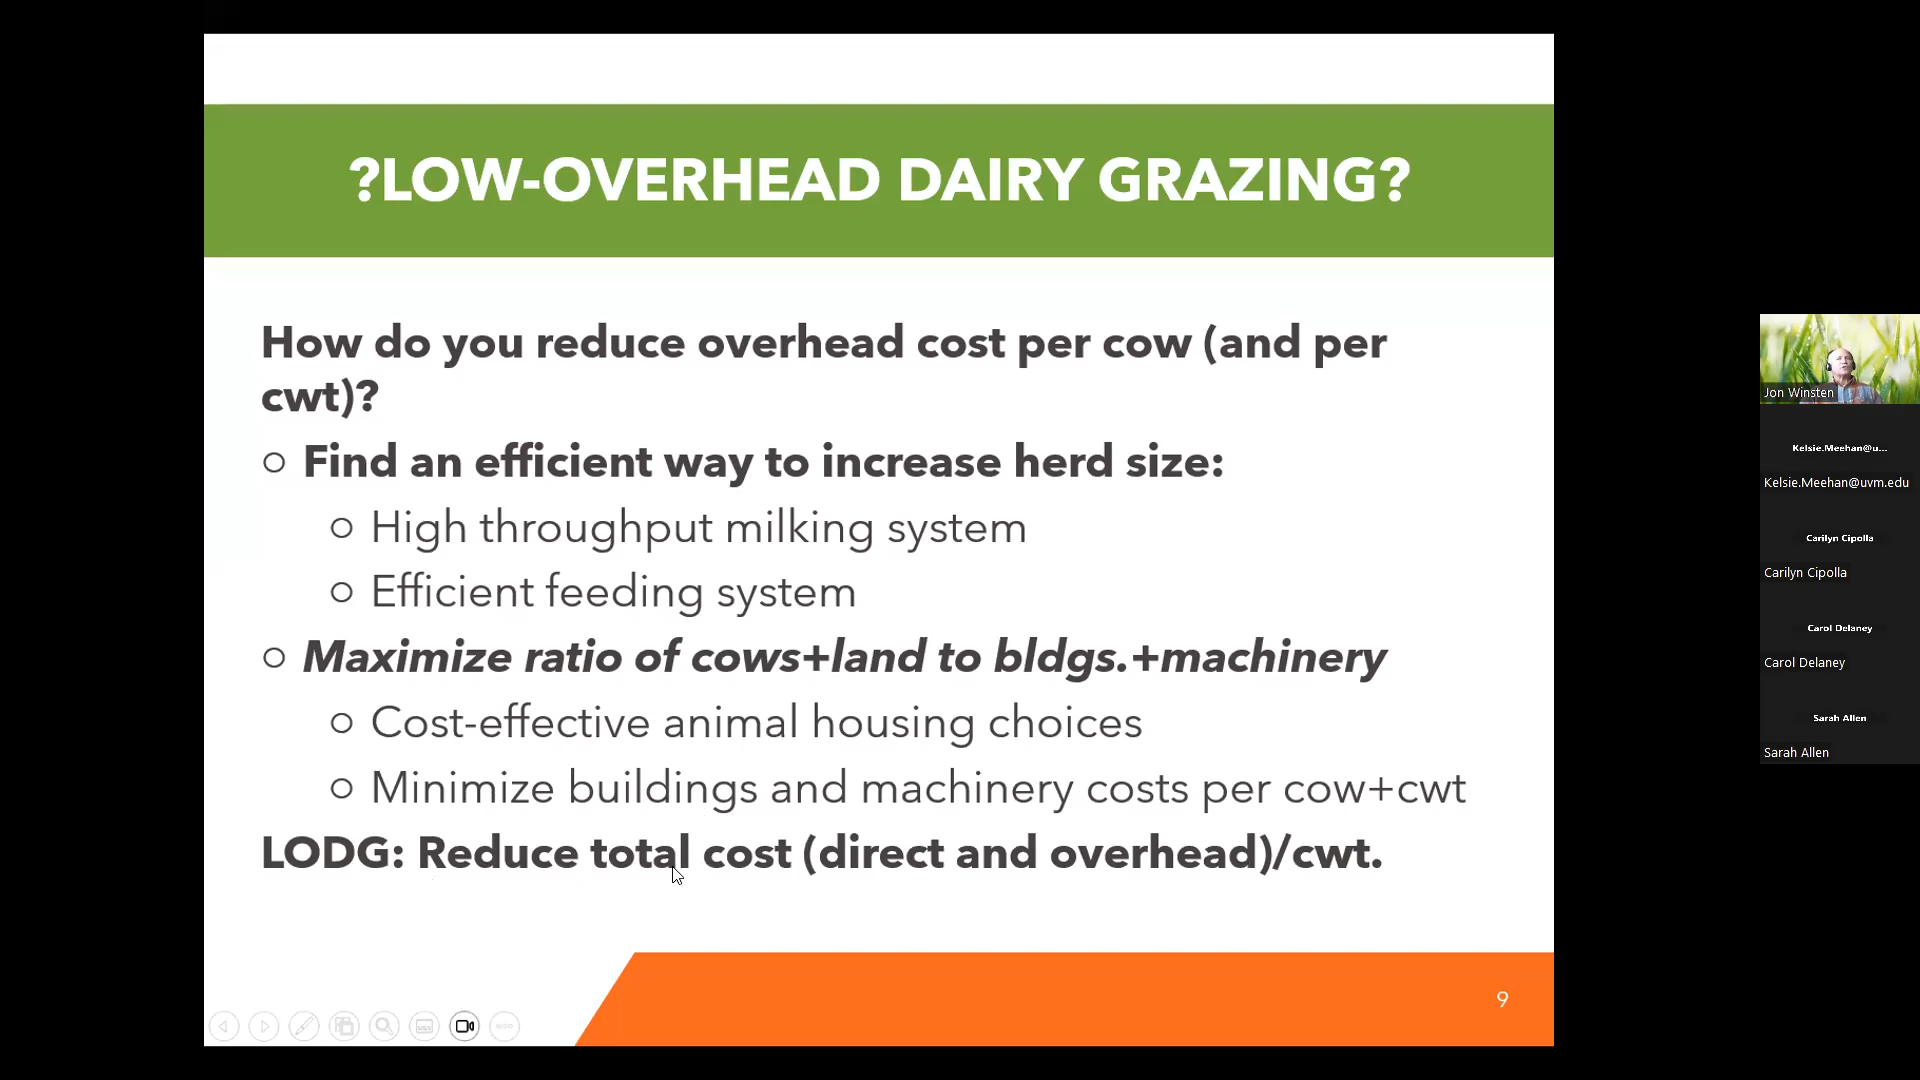 ?LOW-OVERHEAD DAIRY GRAZING?
How do you reduce overhead cost per cow (and per
cwt)?
Find an efficient way to increase herd size:
High throughput milking system
Efficient feeding system
Maximize ratio of cows+land to bldgs.+machinery
Cost-effective animal housing choices
Minimize buildings and machinery costs per cow+cwt
LODG: Reduce total cost (direct and overhead)/cwt.
9
Jon Winsten
Kelsie.Meehan@u...
Kelsie.Meehan@uvm.edu
Carilyn Cipolla
Carilyn Cipolla
Carol Delaney
Carol Delaney
Sarah Allen
Sarah Allen